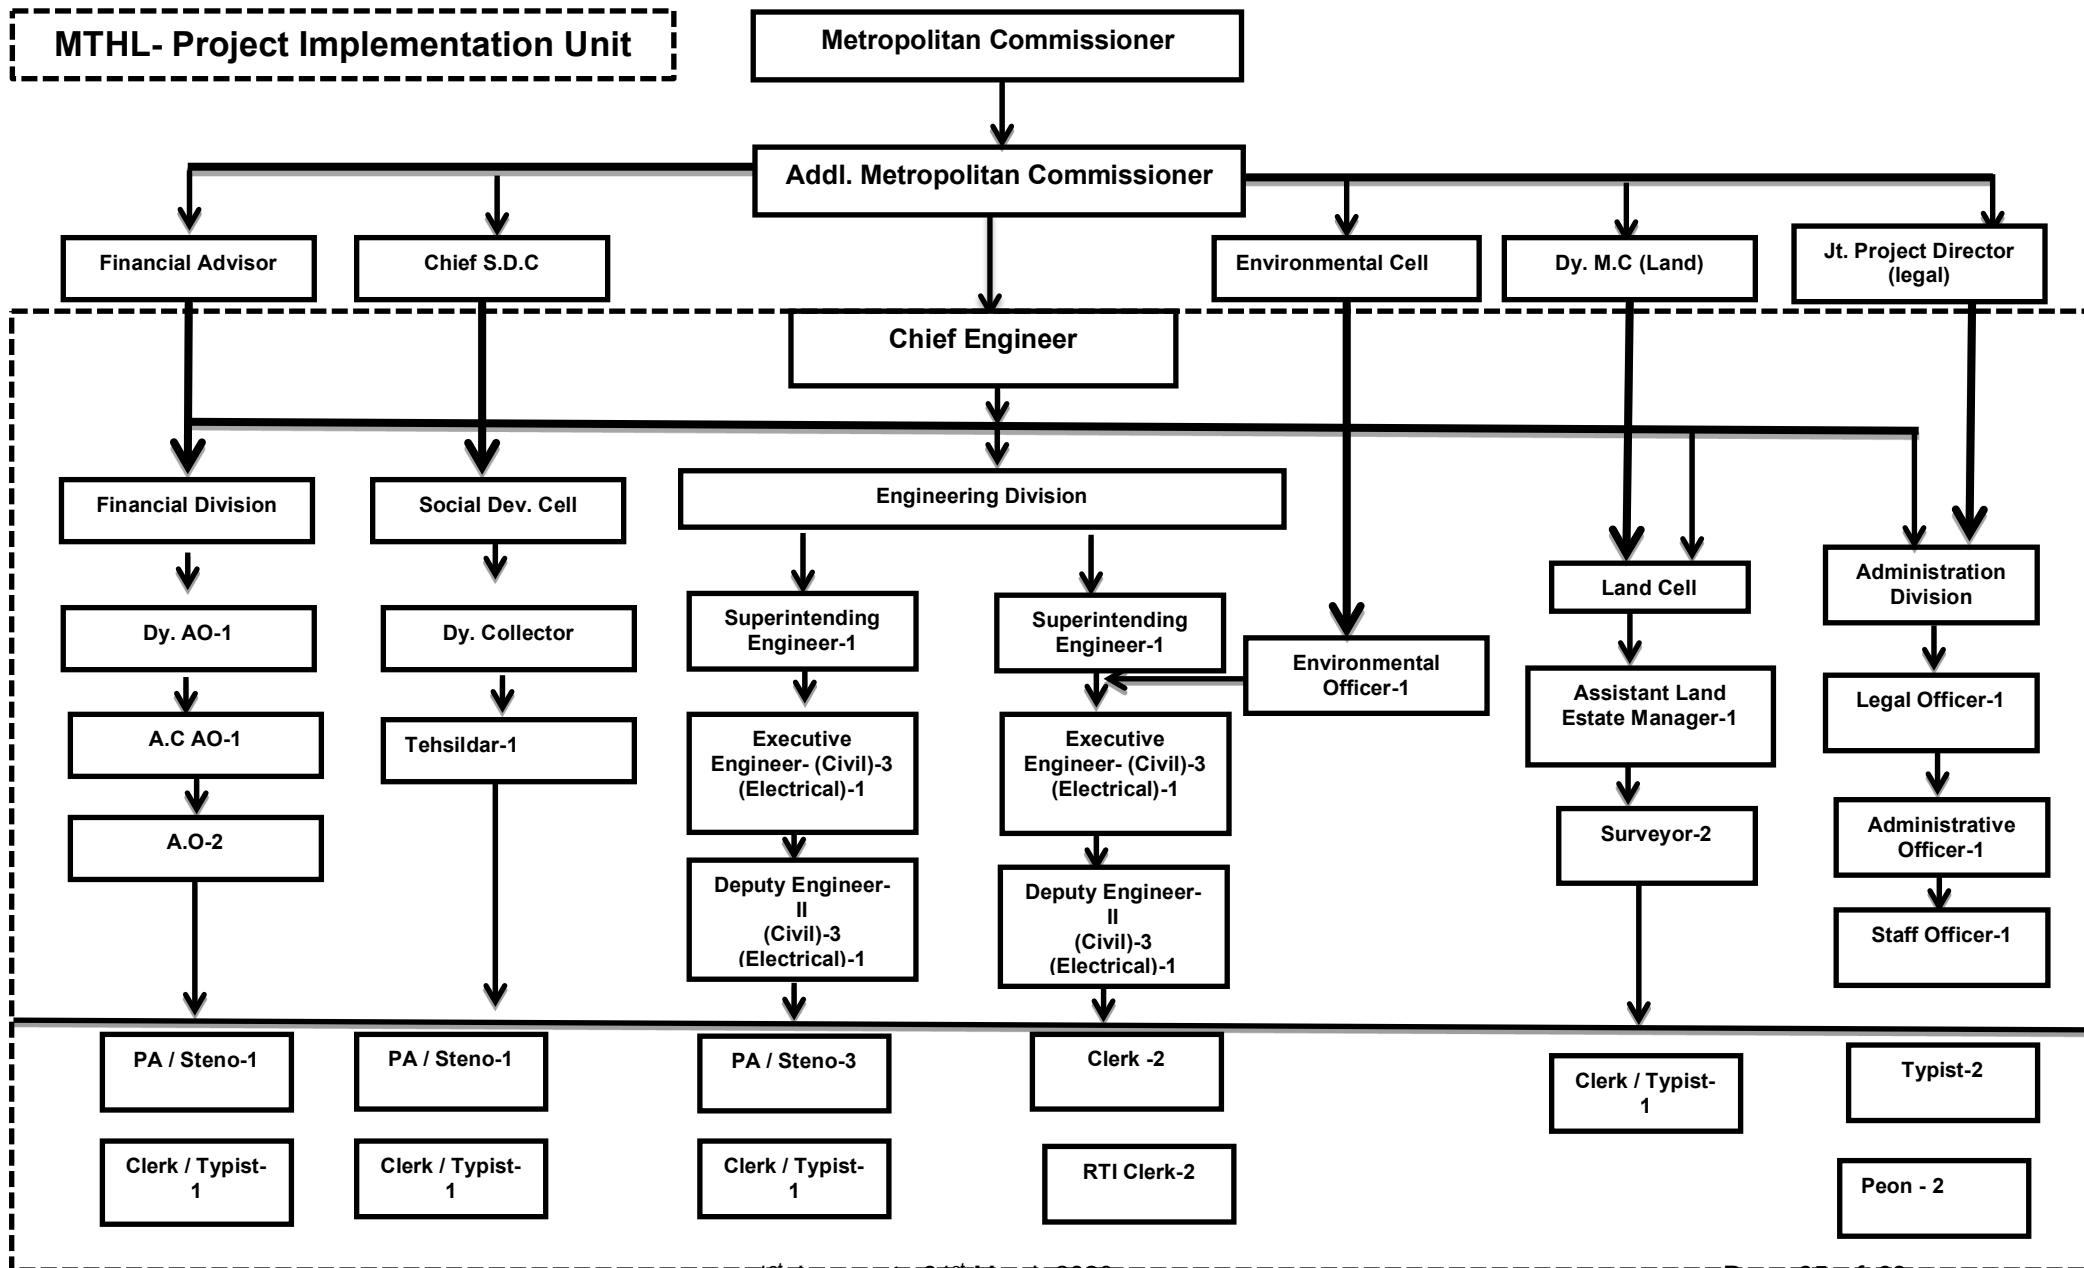 MTHL- Project Implementation Unit
Metropolitan Commissioner
Addl. Metropolitan Commissioner
Financial Advisor
Chief S.D.C
Environmental Cell
Dy. M.C (Land)
Jt. Project Director
(legal)
Chief Engineer
Financial Division
Social Dev. Cell
Engineering Division
Land Cell
Administration
Division
Dy. AO-1
Dy. Collector
Superintending
Engineer-1
Superintending
Engineer-1
Environmental
Officer-1
Assistant Land
Estate Manager-1
Legal Officer-1
A.C AO-1
Tehsildar-1
Executive
Engineer- (Civil)-3
(Electrical)-1
Executive
Engineer- (Civil)-3
(Electrical)-1
Surveyor-2
Administrative
Officer-1
A.O-2
Deputy Engineer-
II
(Civil)-3
(Electrical)-1
Deputy Engineer-
II
(Civil)-3
(Electrical)-1
Staff Officer-1
PA / Steno-1
PA / Steno-1
PA / Steno-3
Clerk -2
Clerk / Typist-
1
Typist-2
Clerk / Typist-
1
Clerk / Typist-
1
Clerk / Typist-
1
RTI Clerk-2
Peon - 2